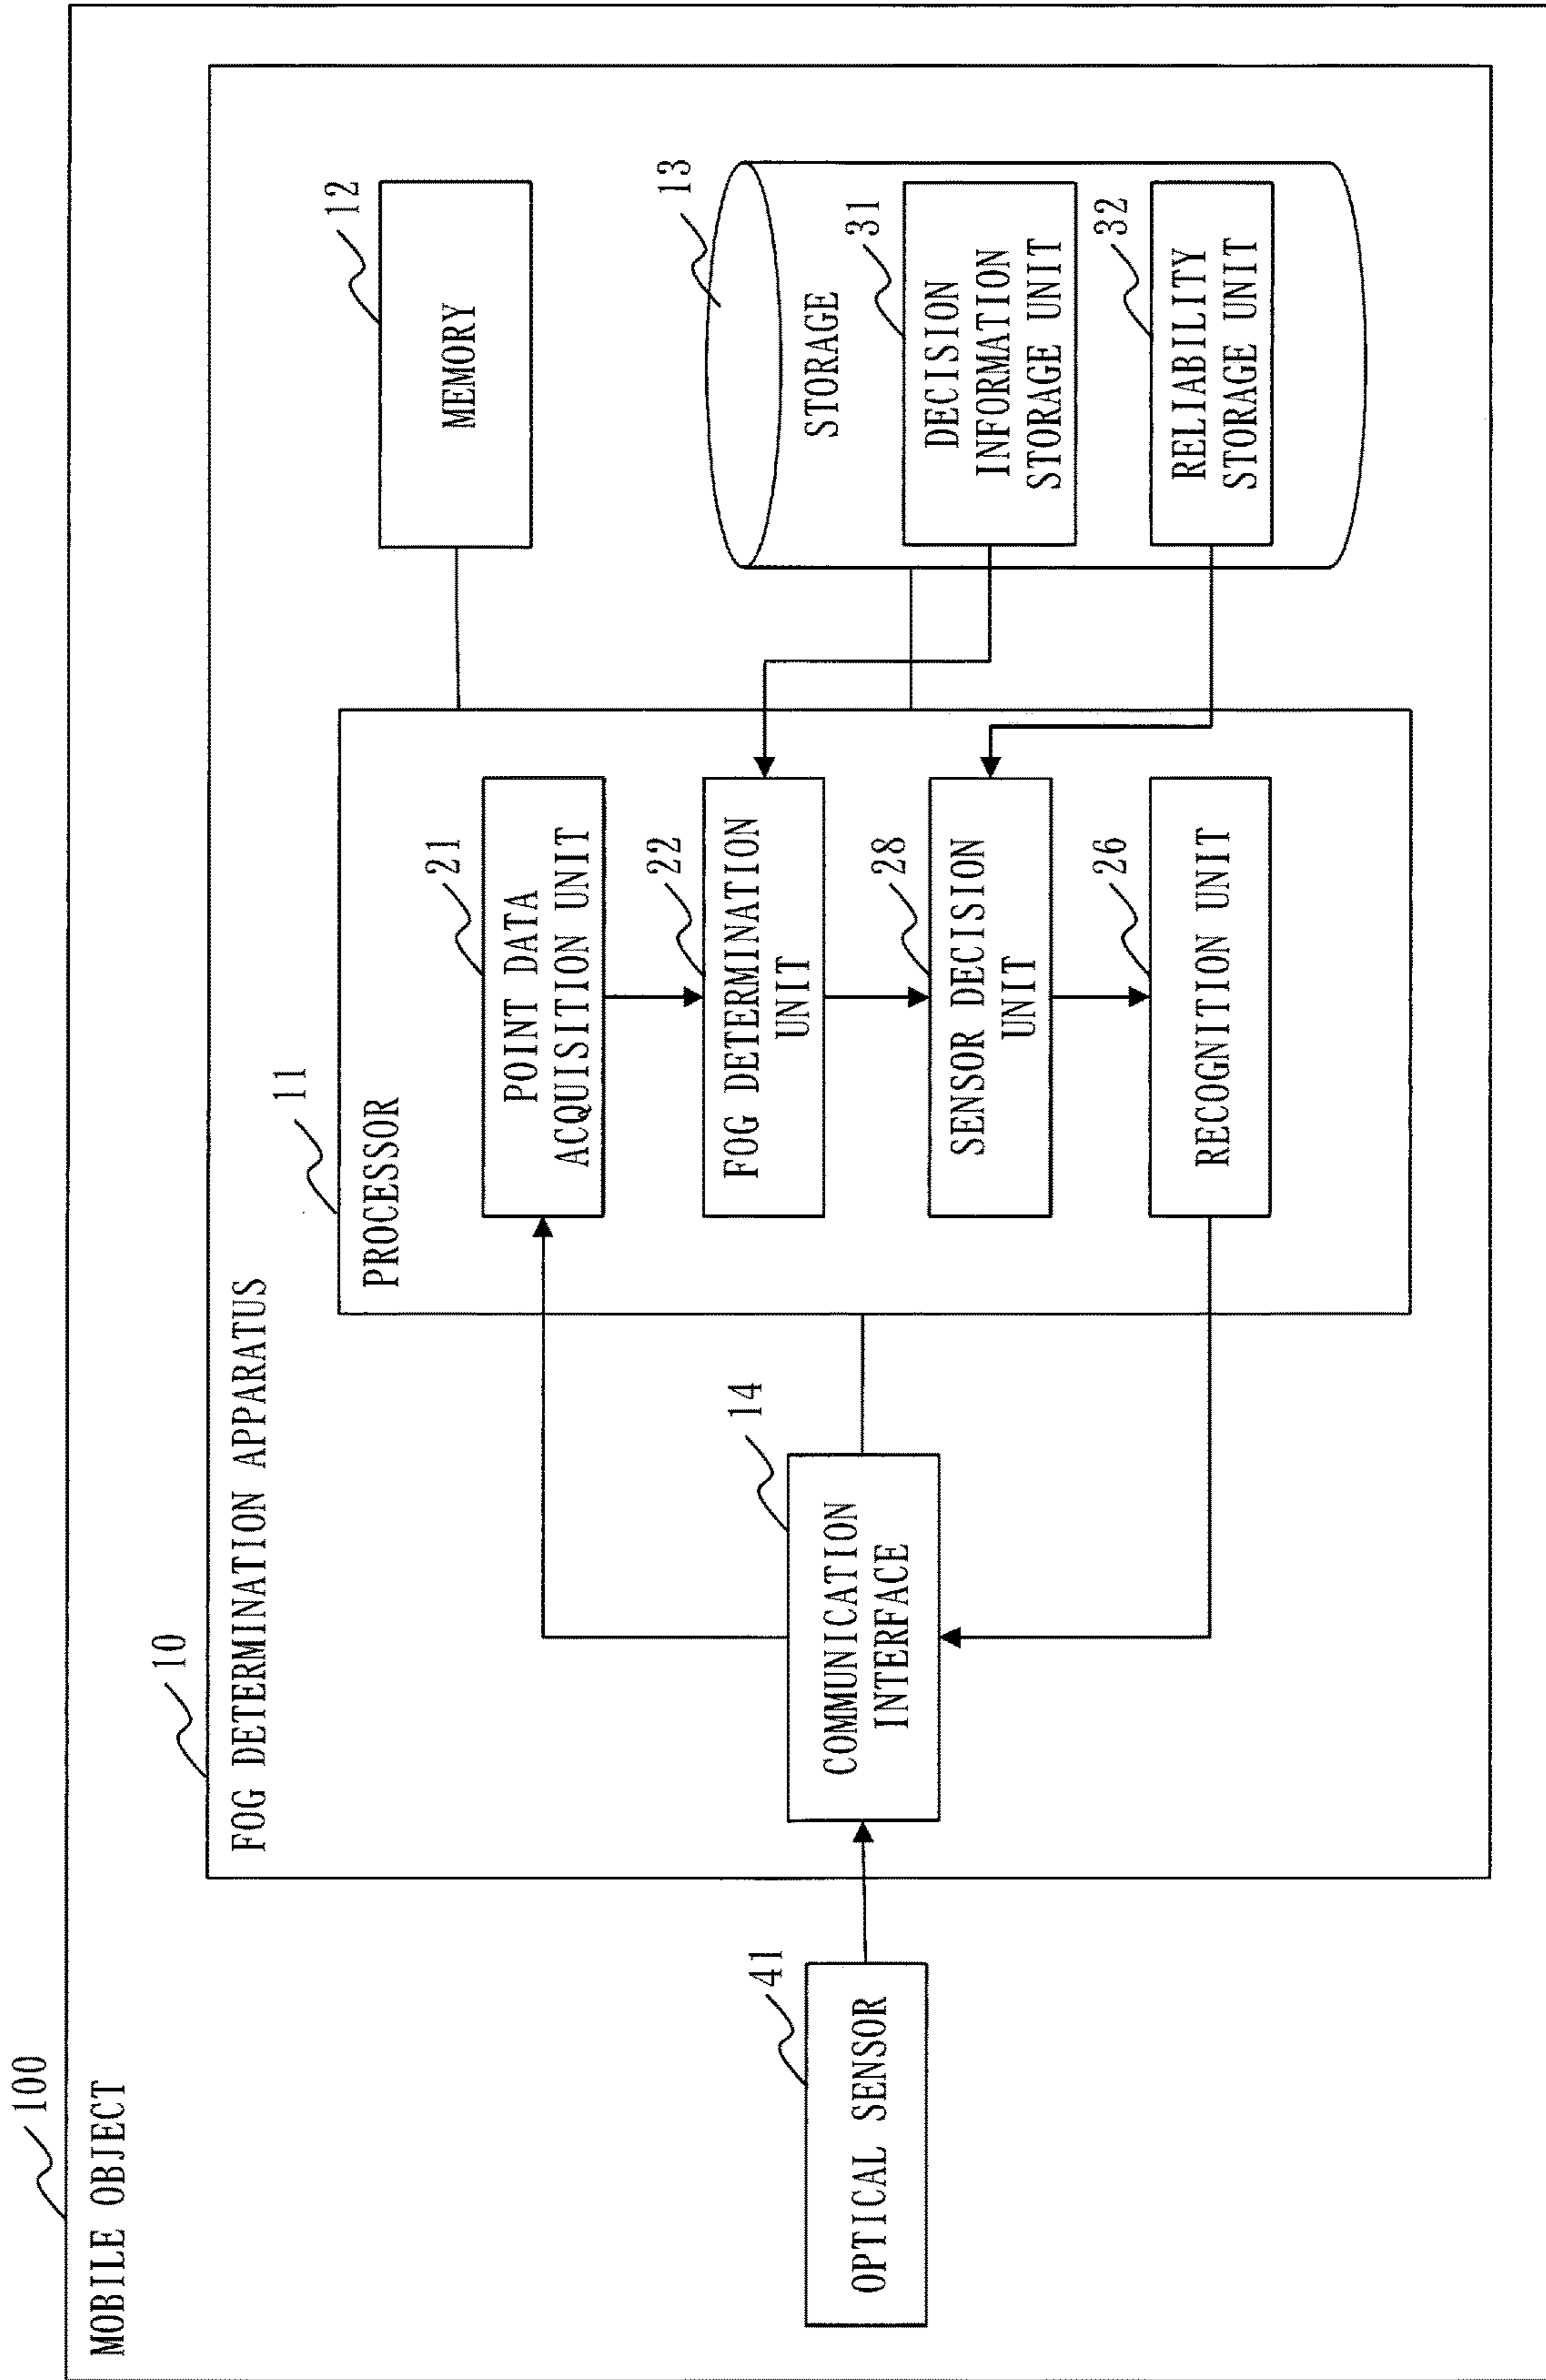 100
MOBILE OBJECT
10
FOG DETERMINATION APPARATUS
41
OPTICAL SENSOR
14
COMMUNICATION
INTERFACE
11
PROCESSOR
21
POINT DATA
ACQUISITION UNIT
22
FOG DETERMINATION
UNIT
28
SENSOR DECISION
UNIT
26
RECOGNITION UNIT
12
MEMORY
13
STORAGE
31
DECISION
INFORMATION
STORAGE UNIT
32
RELIABILITY
STORAGE UNIT